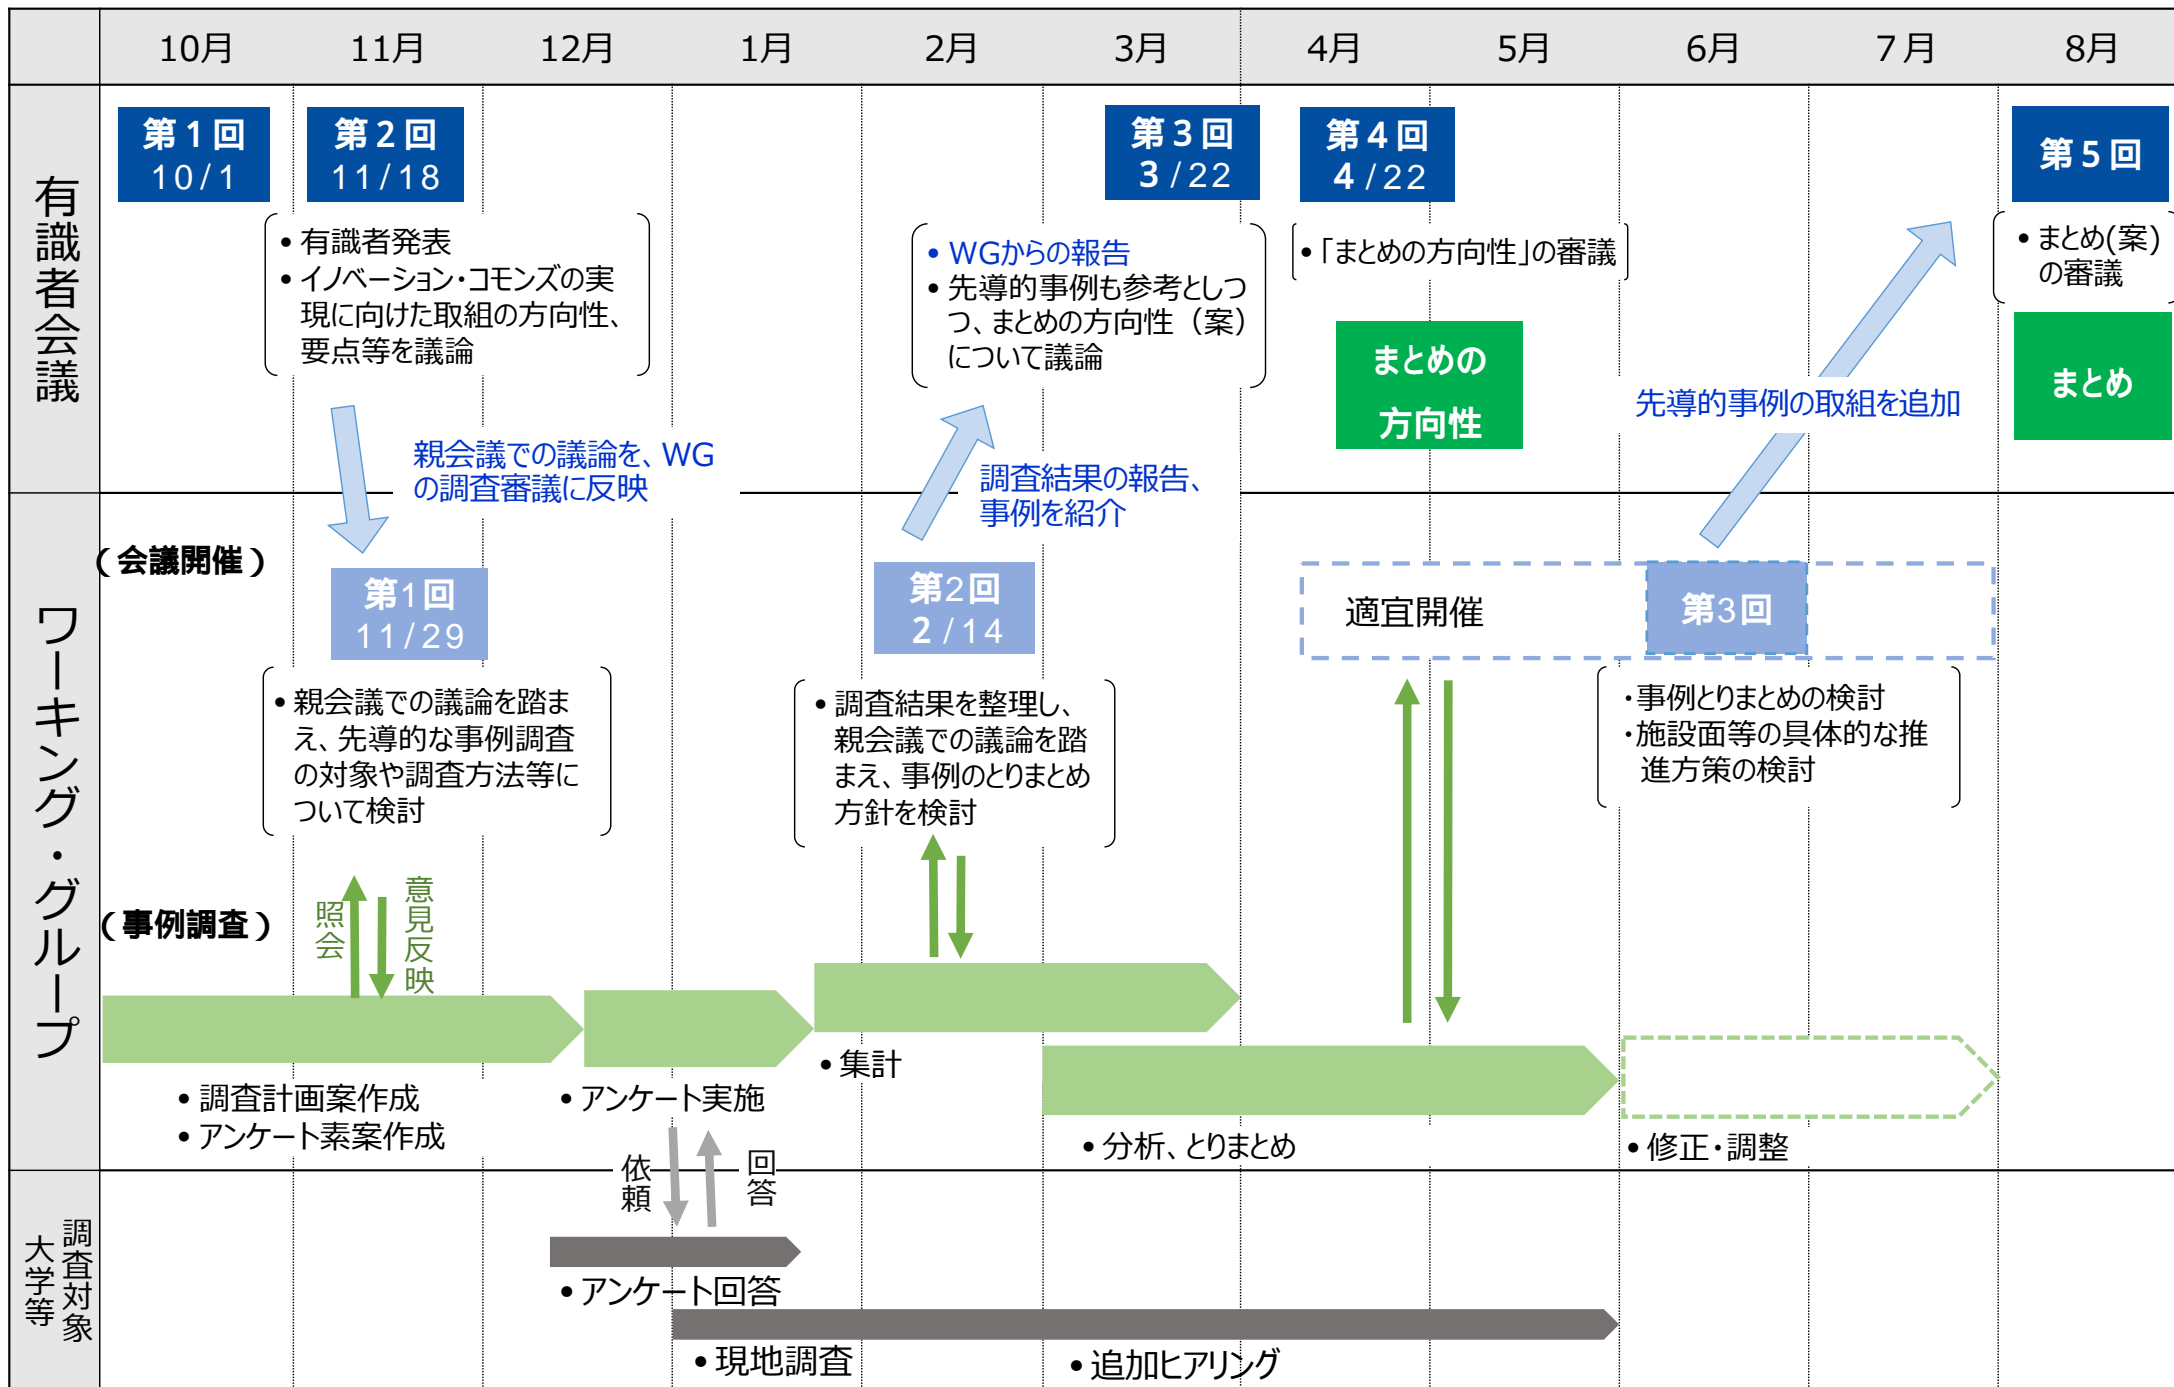 10月
11月
12月
1月
2月
3月
4月
5月
6月
7月
8月
有識者会議
第1回
10/1
第2回
11/18
第3回
3/22
第4回
4/22
第5回
• 有識者発表
• イノベーション・コモンズの実
現に向けた取組の方向性、
要点等を議論
• WGからの報告
• 先導的事例も参考としつ
つ、まとめの方向性（案）
について議論
• 「まとめの方向性」の審議
• まとめ(案)
の審議
まとめの
方向性
まとめ
親会議での議論を、WG
の調査審議に反映
調査結果の報告、
事例を紹介
先導的事例の取組を追加
ワーキング・グループ
（会議開催）
第1回
11/29
第2回
2/14
適宜開催
第3回
• 親会議での議論を踏ま
え、先導的な事例調査
の対象や調査方法等に
ついて検討
• 調査結果を整理し、
親会議での議論を踏
まえ、事例のとりまとめ
方針を検討
・事例とりまとめの検討
・施設面等の具体的な推
進方策の検討
（事例調査）
照会
意見反映
• 調査計画案作成
• アンケート素案作成
• アンケート実施
• 集計
• 分析、とりまとめ
• 修正・調整
依頼
回答
調査対象
大学等
• アンケート回答
• 現地調査
• 追加ヒアリング